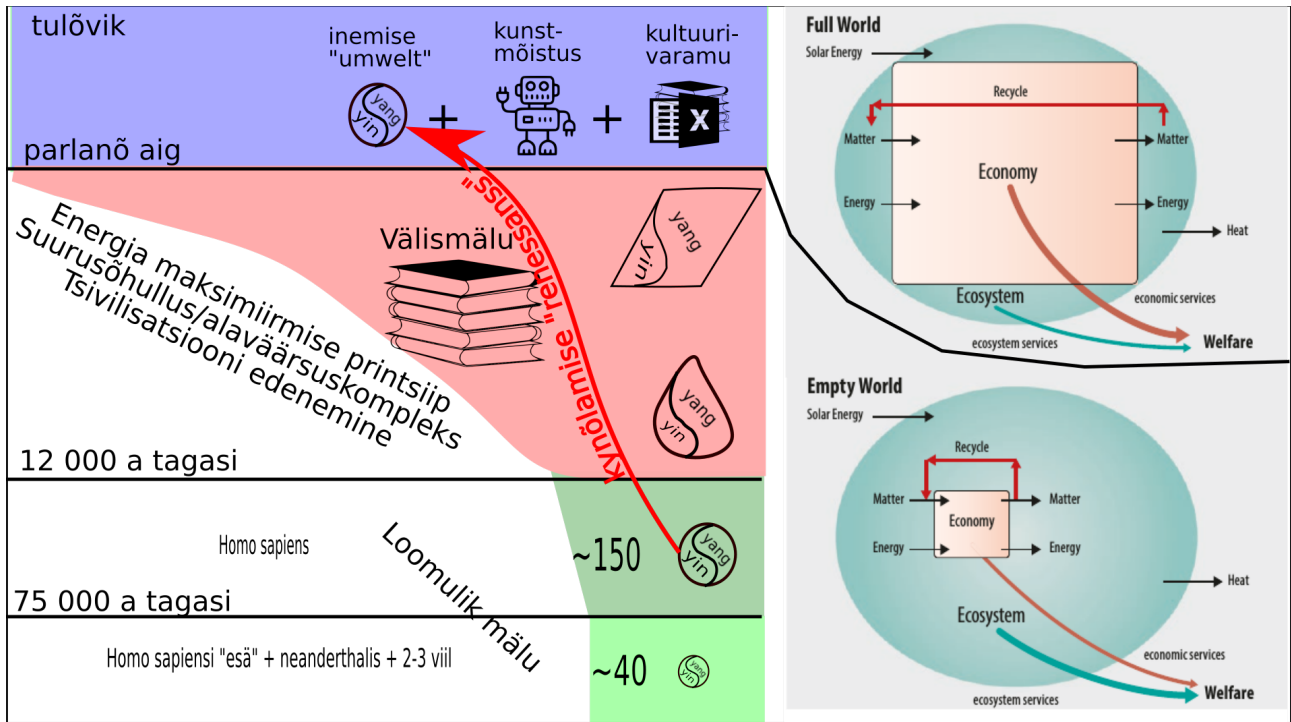 tulõvik
inemise
"umwelt"
kunst-
mõistus
kultuuri-
varamu
yang
yin
+
+
X
parlanõ aig
Energia maksimiirmise printsiip
Suurusõhullus/alaväärsuskompleks
Tsivilisatsiooni edenemine
Välismälu
kynõlamise "renessanss"
yang
yin
yang
yin
12 000 a tagasi
Homo sapiens
Loomulik mälu
~150
yang
yin
75 000 a tagasi
Homo sapiensi "esä" + neanderthalis + 2-3 viil
~40
yang
yin
Full World
Solar Energy
Recycle
Matter
Matter
Economy
Energy
Energy
Heat
Ecosystem
economic services
ecosystem services
Welfare
Empty World
Solar Energy
Recycle
Matter
Matter
Economy
Energy
Energy
Heat
Ecosystem
economic services
ecosystem services
Welfare